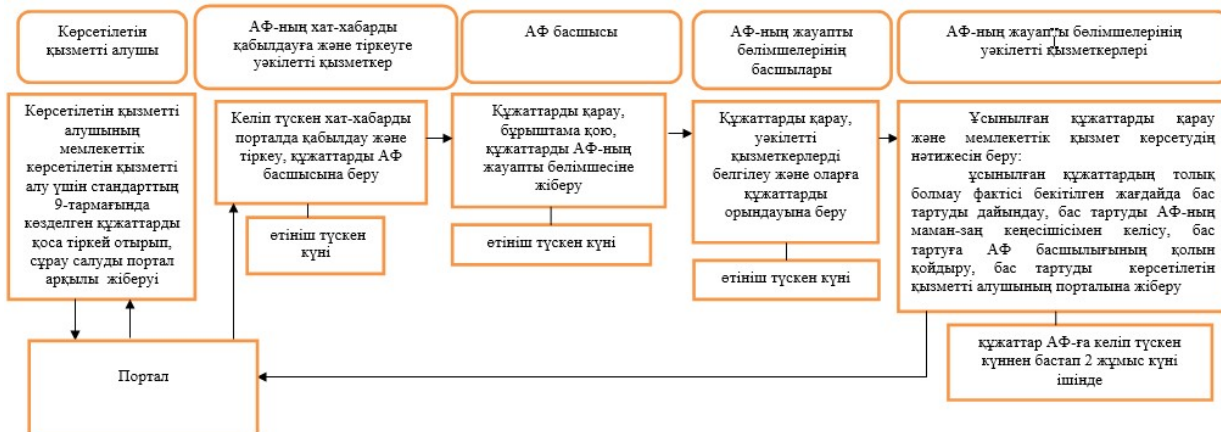 Көрсетілетін
қызметті алушы
АФ-ның хат-хабарды
қабылдауға және тіркеуге
уәкілетті қызметкер
АФ басшысы
АФ-ның жауапты
бөлімшелерінің
басшылары
АФ-ның жауапты бөлімшелерінің
уәкілетті қызметкерлері
Көрсетілетін қызметті
алушының
мемлекеттік
көрсетілетін қызметті
алу үшін стандарттың
9-тармағында
көзделген құжаттарды
қоса тіркей отырып,
сұрау салуды портал
арқылы жіберуі
Келіп түскен хат-хабарды
порталда қабылдау және
тіркеу, құжаттарды АФ
басшысына беру
өтініш түскен
күні
Құжаттарды қарау,
бұрыштама қою,
құжаттарды АФ-ның
жауапты бөлімшесіне
жіберу
өтініш түскен күні
Құжаттарды қарау,
уәкілетті
қызметкерлерді
белгілеу және оларға
құжаттарды
орындауына беру
өтініш түскен күні
Ұсынылған құжаттарды қарау
және мемлекеттік қызмет көрсетудің
нәтижесін беру:
ұсынылған құжаттардың толық
болмау фактісі бекітілген жағдайда бас
тартуды дайындау, бас тартуды АФ-ның
маман-заң кеңесішісімен келісу, бас
тартуға АФ басшылығының қолын
қойдыру, бас тартуды көрсетілетін
қызметті алушының порталына жіберу
құжаттар АФ-ға келіп түскен
күннен бастап 2 жұмыс күні
ішінде
Портал